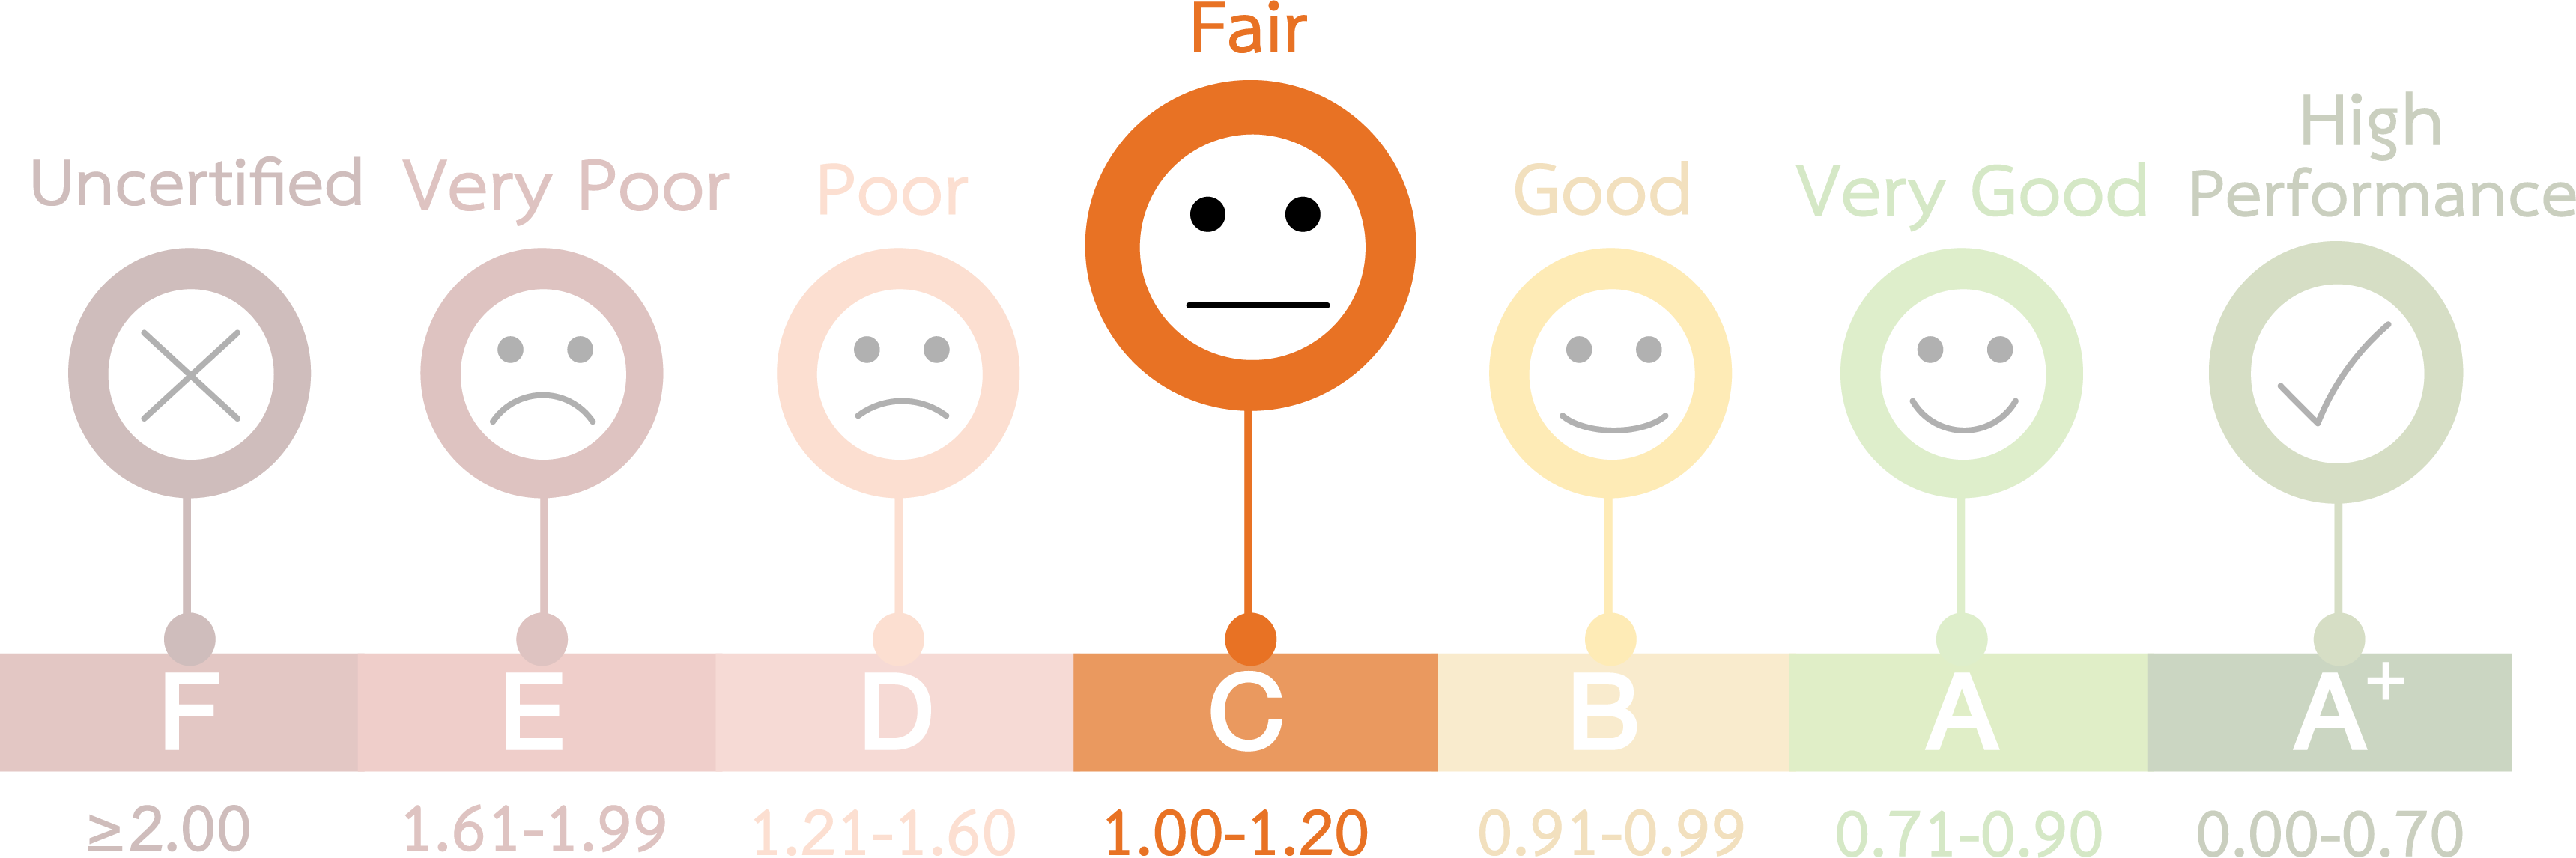 Fair
Uncertified
Very Poor
Poor
Good
Very Good
High
Performance
F
E
D
C
B
A
A+
≥2.00
1.61-1.99
1.21-1.60
1.00-1.20
0.91-0.99
0.71-0.90
0.00-0.70